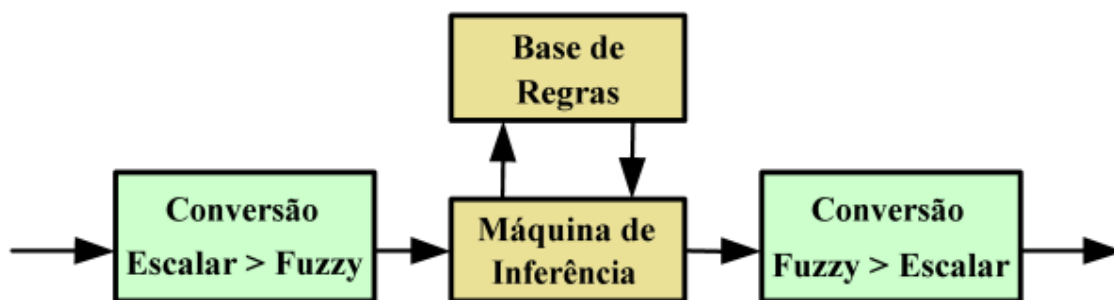 Base de
Regras
Conversão
Escalar > Fuzzy
Máquina de
Inferência
Conversão
Fuzzy > Escalar